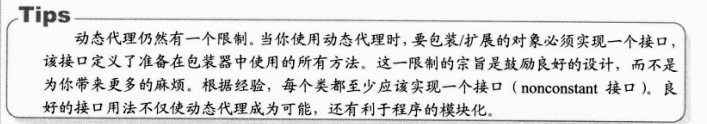 Tips
动态代理仍然有一个限制。当你使用动态代理时，要包装/扩展的对象必须实现一个接口，
该接口定义了准备在包装器中使用的所有方法。这一限制的宗旨是鼓励良好的设计，而不是
为你带来更多的麻烦。根据经验，每个类都至少应该实现一个接口（nonconstant 接口）。良
好的接口用法不仅使动态代理成为可能，还有利于程序的模块化。